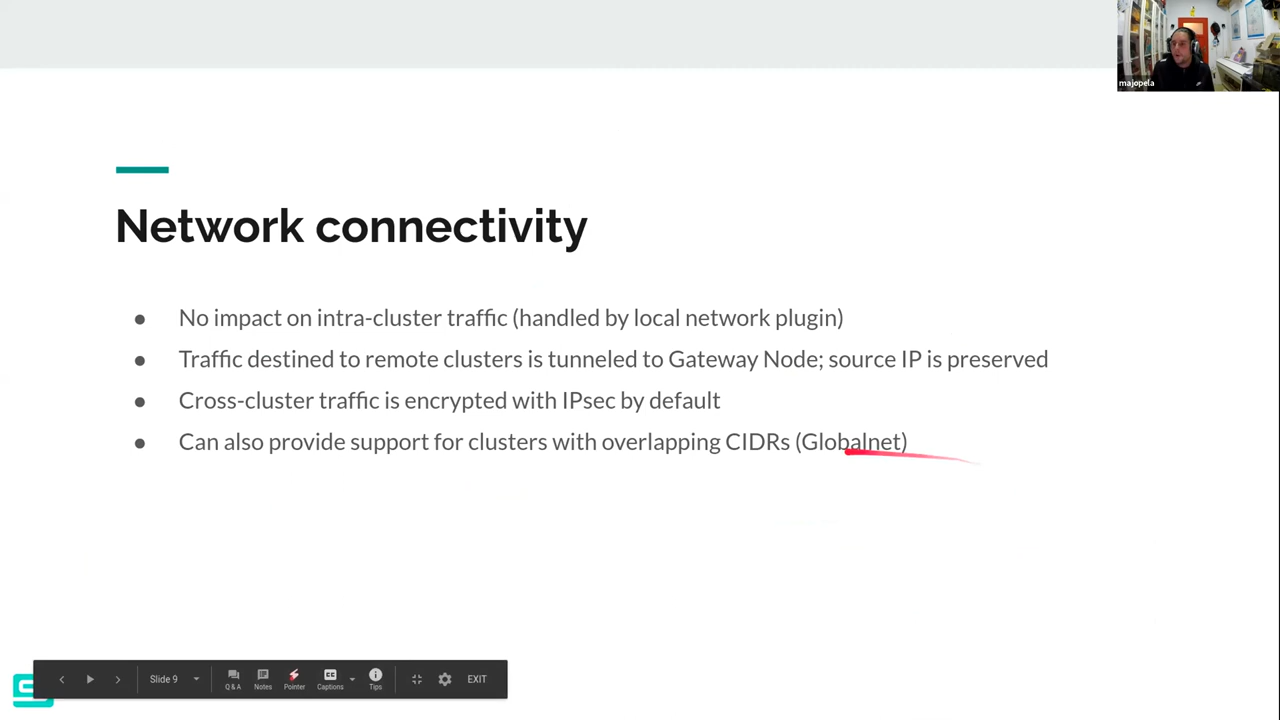 majopela
Network connectivity
● No impact on intra-cluster traffic (handled by local network plugin)
● Traffic destined to remote clusters is tunneled to Gateway Node; source IP is preserved
● Cross-cluster traffic is encrypted with IPsec by default
● Can also provide support for clusters with overlapping CIDRs (Globalnet)
Slide 9
Q & A
Notes
Pointer
CC
Captions
Tips
EXIT